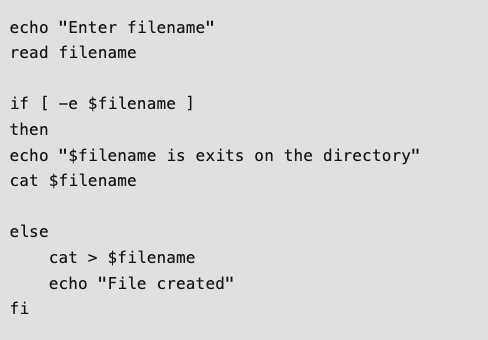 echo "Enter filename"
read filename
if [ −e $filename ]
then
echo "$filename is exits on the directory"
cat $filename
else
cat > $filename
echo "File created"
fi